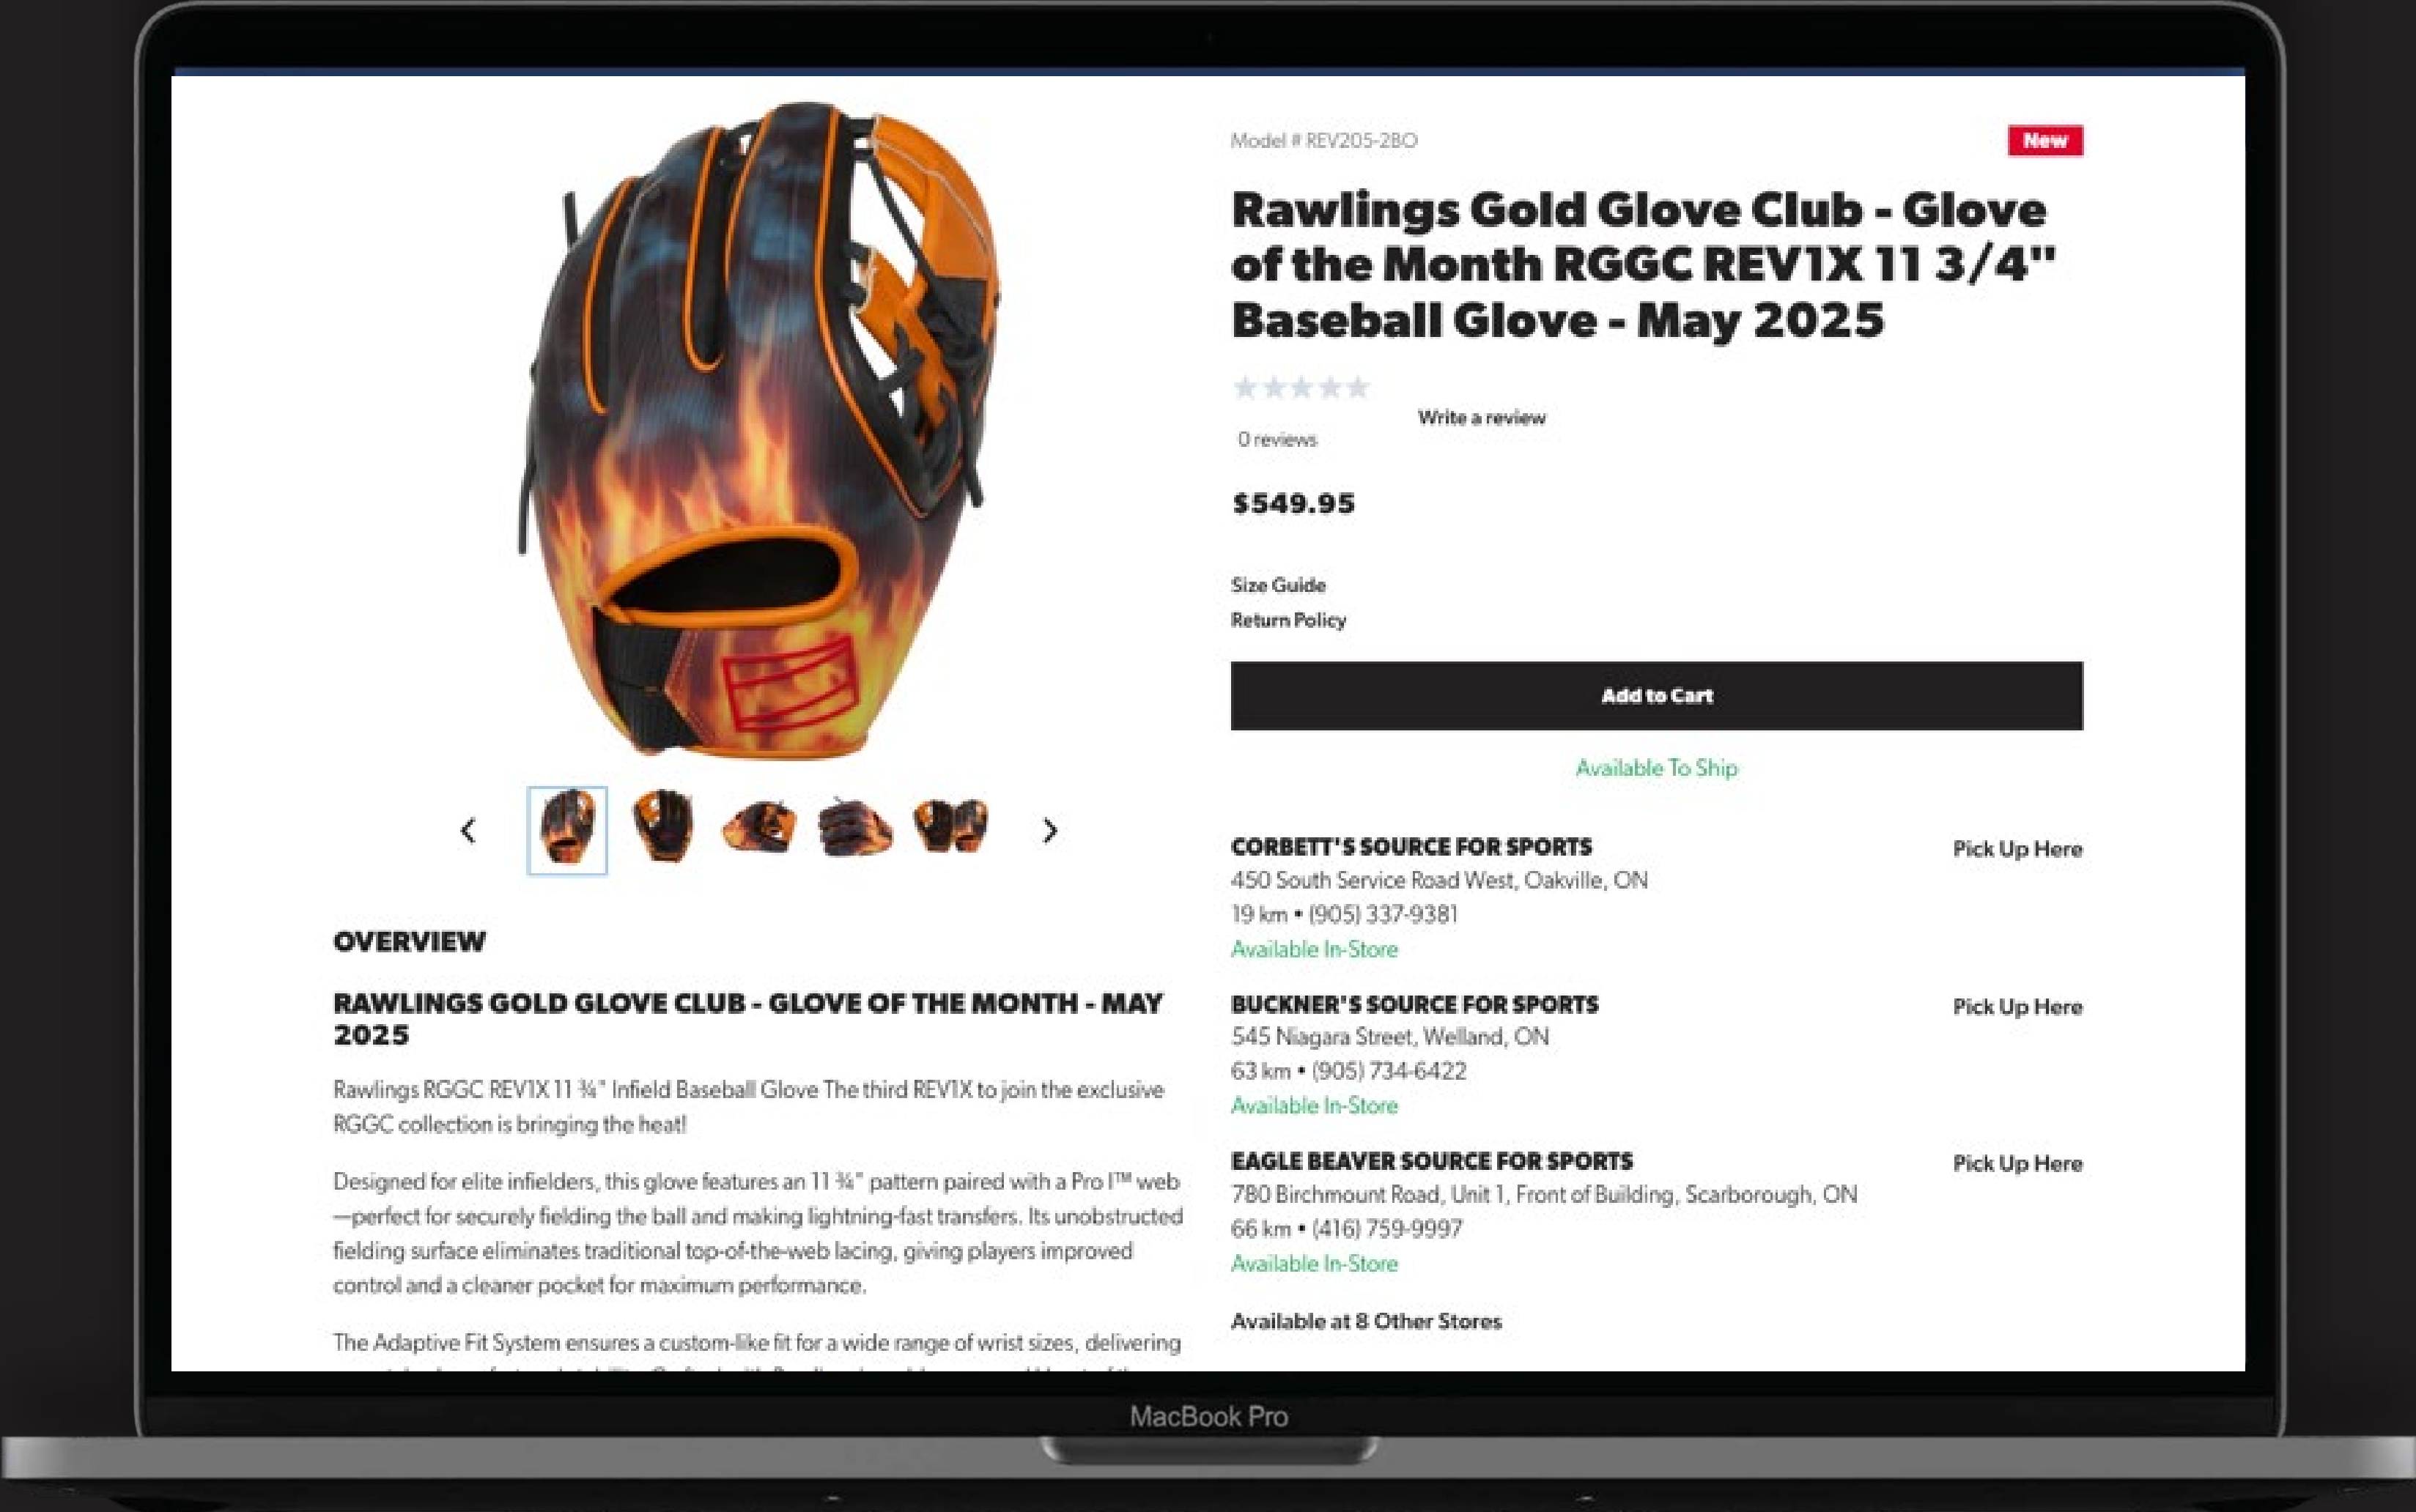 Model # REV205-2BO
New
Rawlings Gold Glove Club - Glove
of the Month RGGC REV1X 11 3/4"
Baseball Glove - May 2025
Write a review
0 reviews
$549.95
Size Guide
Return Policy
Add to Cart
Available To Ship
CORBETT'S SOURCE FOR SPORTS
Pick Up Here
450 South Service Road West, Oakville, ON
19 km • (905) 337-9381
Available In-Store
BUCKNER'S SOURCE FOR SPORTS
Pick Up Here
545 Niagara Street, Welland, ON
63 km • (905) 734-6422
Available In-Store
EAGLE BEAVER SOURCE FOR SPORTS
Pick Up Here
780 Birchmount Road, Unit 1, Front of Building, Scarborough, ON
66 km • (416) 759-9997
Available In-Store
Available at 8 Other Stores
OVERVIEW
RAWLINGS GOLD GLOVE CLUB - GLOVE OF THE MONTH - MAY
2025
Rawlings RGGC REV1X 11 ¾" Infield Baseball Glove The third REV1X to join the exclusive
RGGC collection is bringing the heat!
Designed for elite infielders, this glove features an 11 ¾" pattern paired with a Pro I™ web
—perfect for securely fielding the ball and making lightning-fast transfers. Its unobstructed
fielding surface eliminates traditional top-of-the-web lacing, giving players improved
control and a cleaner pocket for maximum performance.
The Adaptive Fit System ensures a custom-like fit for a wide range of wrist sizes, delivering
MacBook Pro